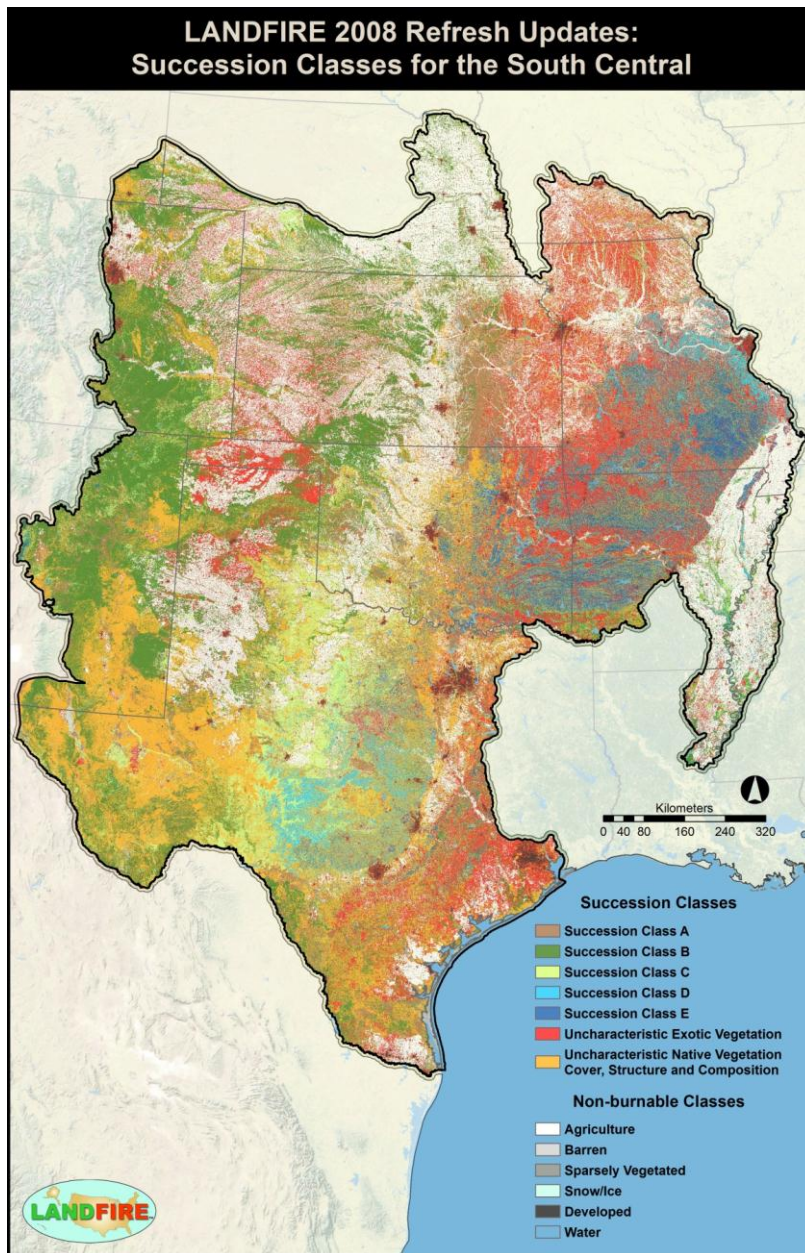 LANDFIRE 2008 Refresh Updates:
Succession Classes for the South Central
Kilometers
0 40 80 160 240 320
Succession Classes
Succession Class A
Succession Class B
Succession Class C
Succession Class D
Succession Class E
Uncharacteristic Exotic Vegetation
Uncharacteristic Native Vegetation
Cover, Structure and Composition
Non-burnable Classes
Agriculture
Barren
Sparsely Vegetated
Snow/Ice
Developed
Water
LANDFIRE